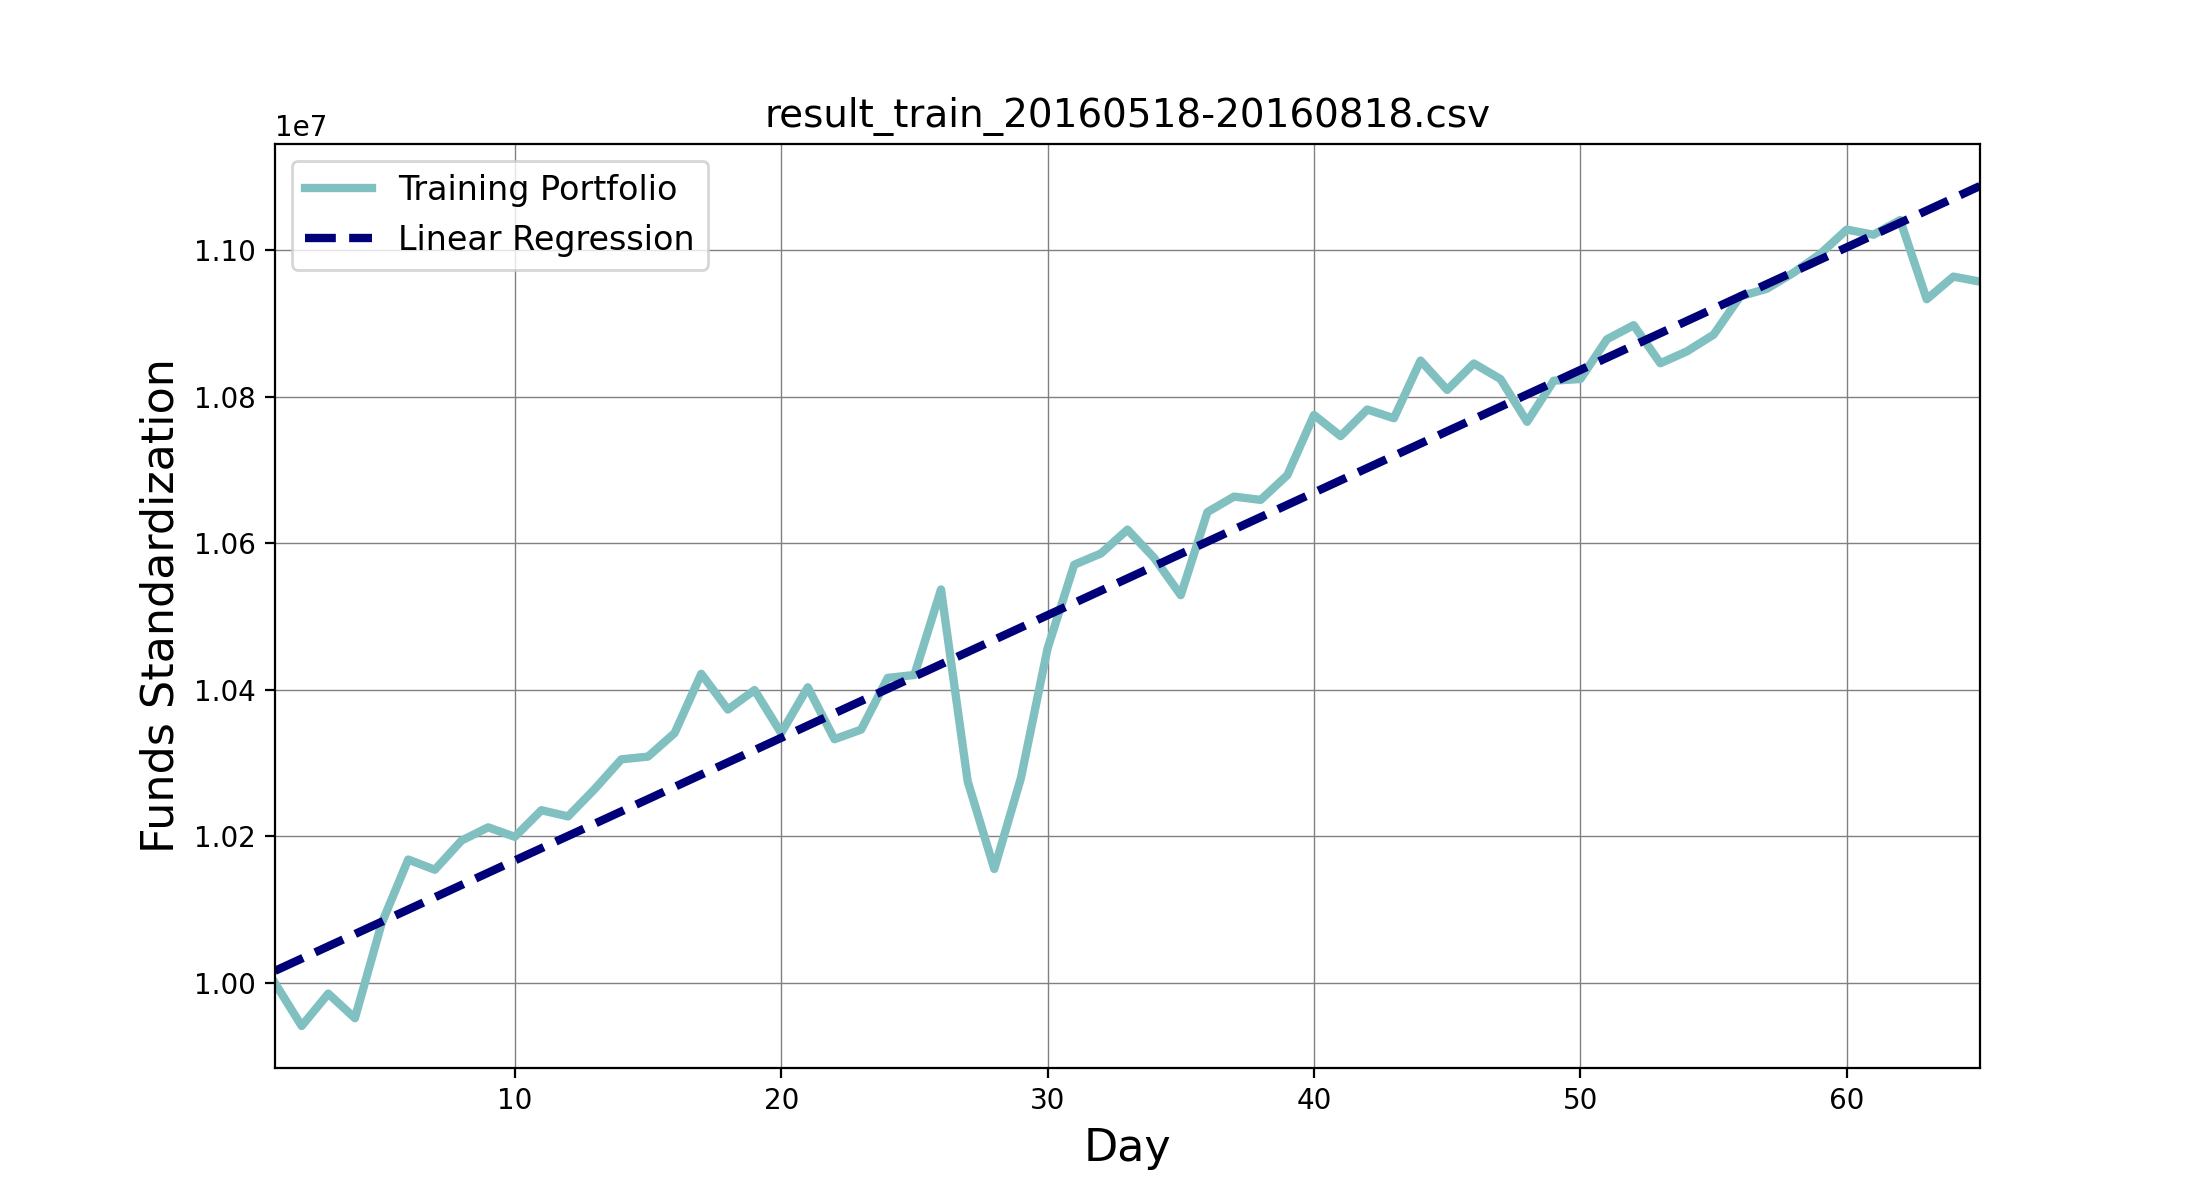 result_train_20160518-20160818.csv
1e7
Training Portfolio
Linear Regression
1.10
1.08
1.06
1.04
1.02
1.00
Funds Standardization
10 20 30 40 50 60
Day